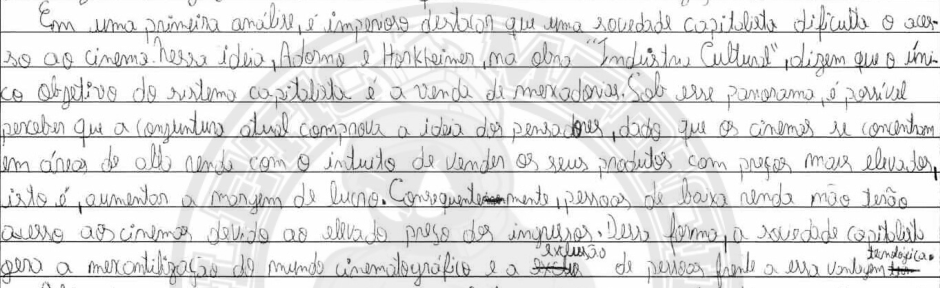 Em uma primeira análise, é imperioso destacar que uma sociedade capitalista dificulta o aces-
so ao cinema. Nessa ideia, Adorno e Horkheimer, na obra "Indústria Cultural", dizem que o úni-
co objetivo do sistema capitalista é a venda de mercadorias. Sob esse panorama, é possível
perceber que a conjuntura atual comprova a ideia dos pensadores, dado que os cinemas se concentram
em áreas de alta renda com o intuito de vender os seus produtos com preços mais elevados,
isto é, aumentar a margem de lucro. Consequentemente, pessoas de baixa renda não terão
acesso aos cinemas devido ao elevado preço dos ingressos. Dessa forma, a sociedade capitalista
gera a mercantilização do mundo cinematográfico e a exclusão de pessoas frente a essa vantagem tecnológica.